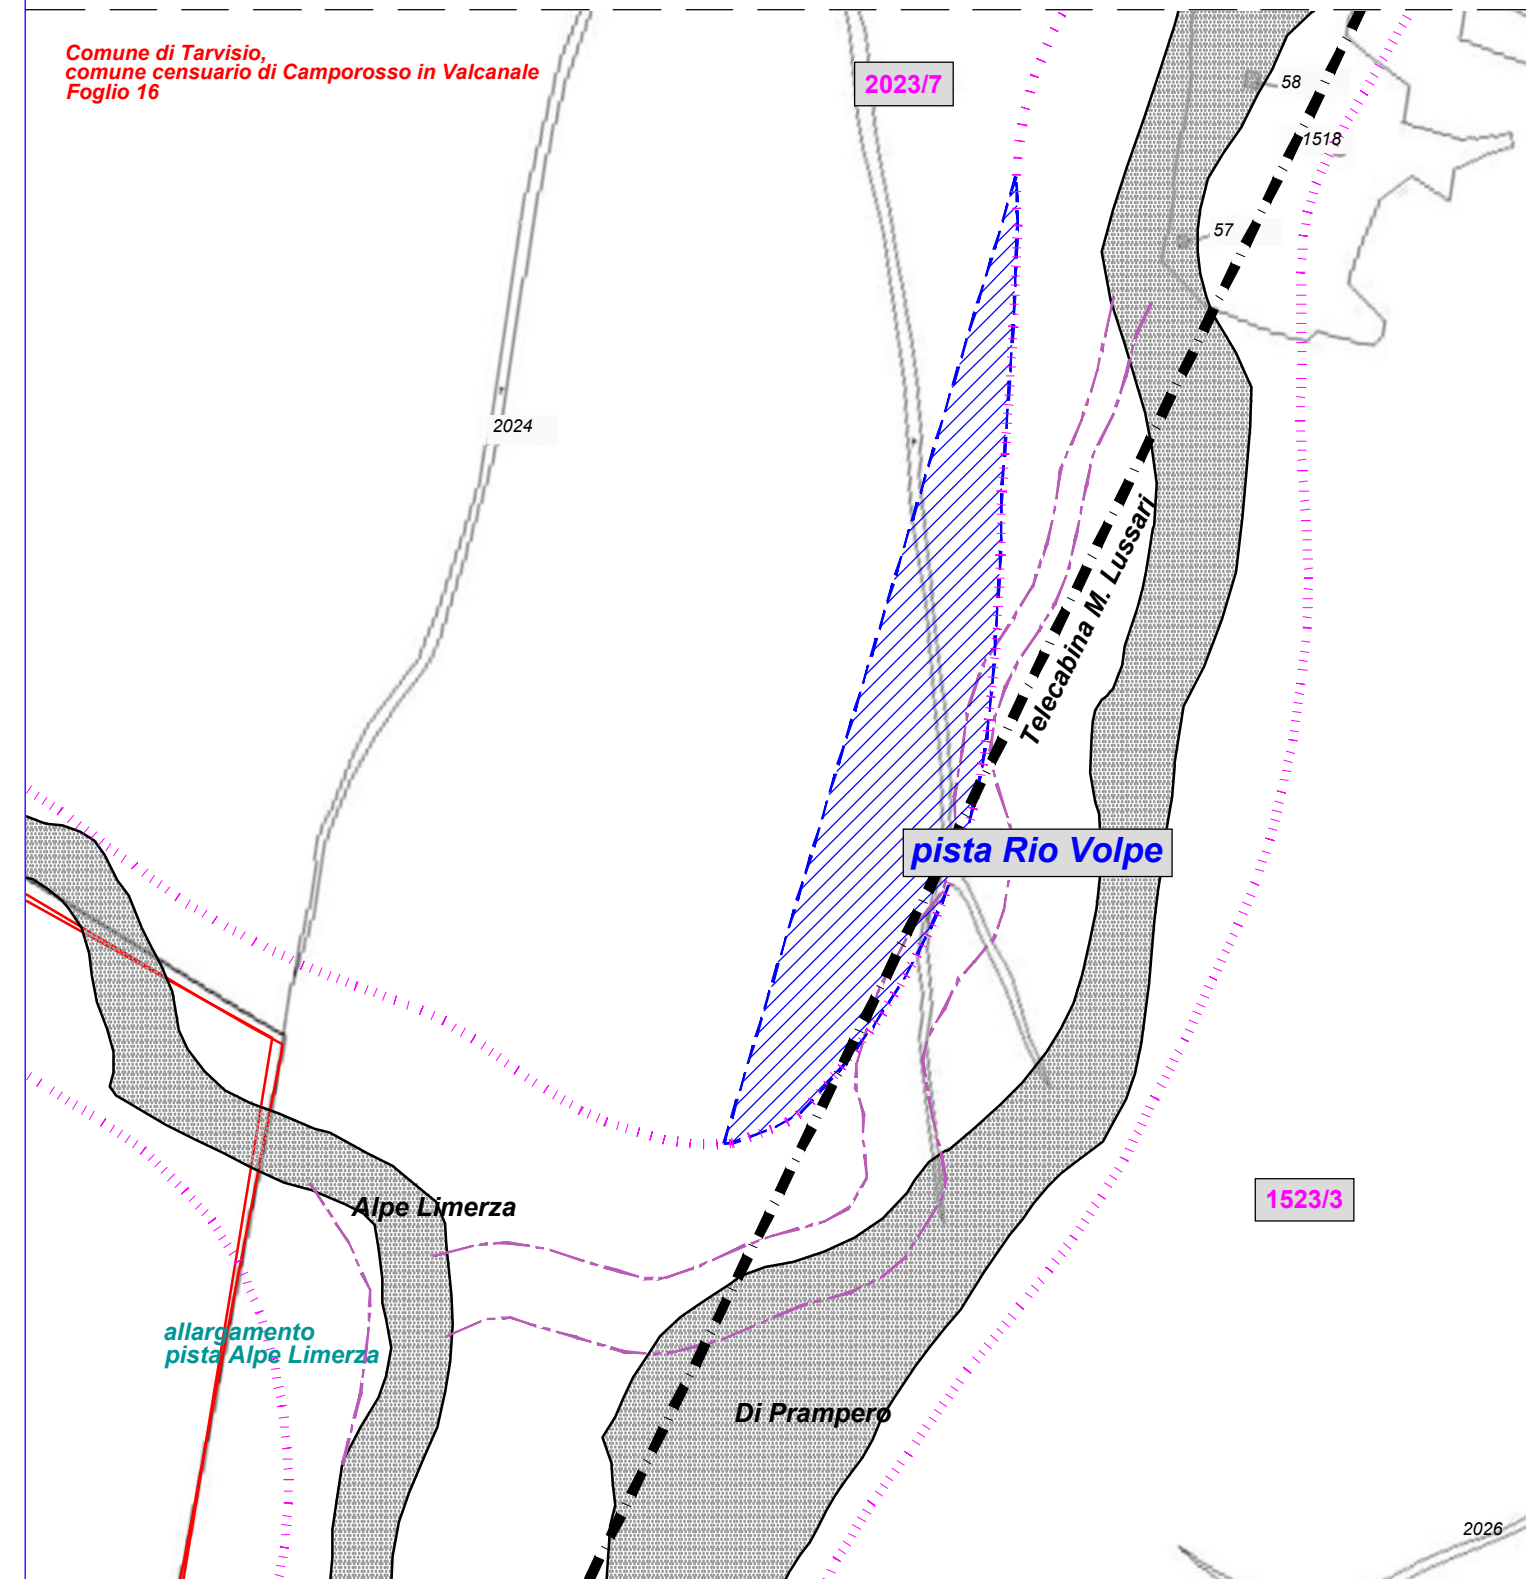 Comune di Tarvisio,
comune censuario di Camporosso in Valcanale
Foglio 16
2023/7
58
1518
57
2024
Telecabina M. Lussari
pista Rio Volpe
1523/3
Alpe Limerza
allargamento
pista Alpe Limerza
Di Prampero
2026